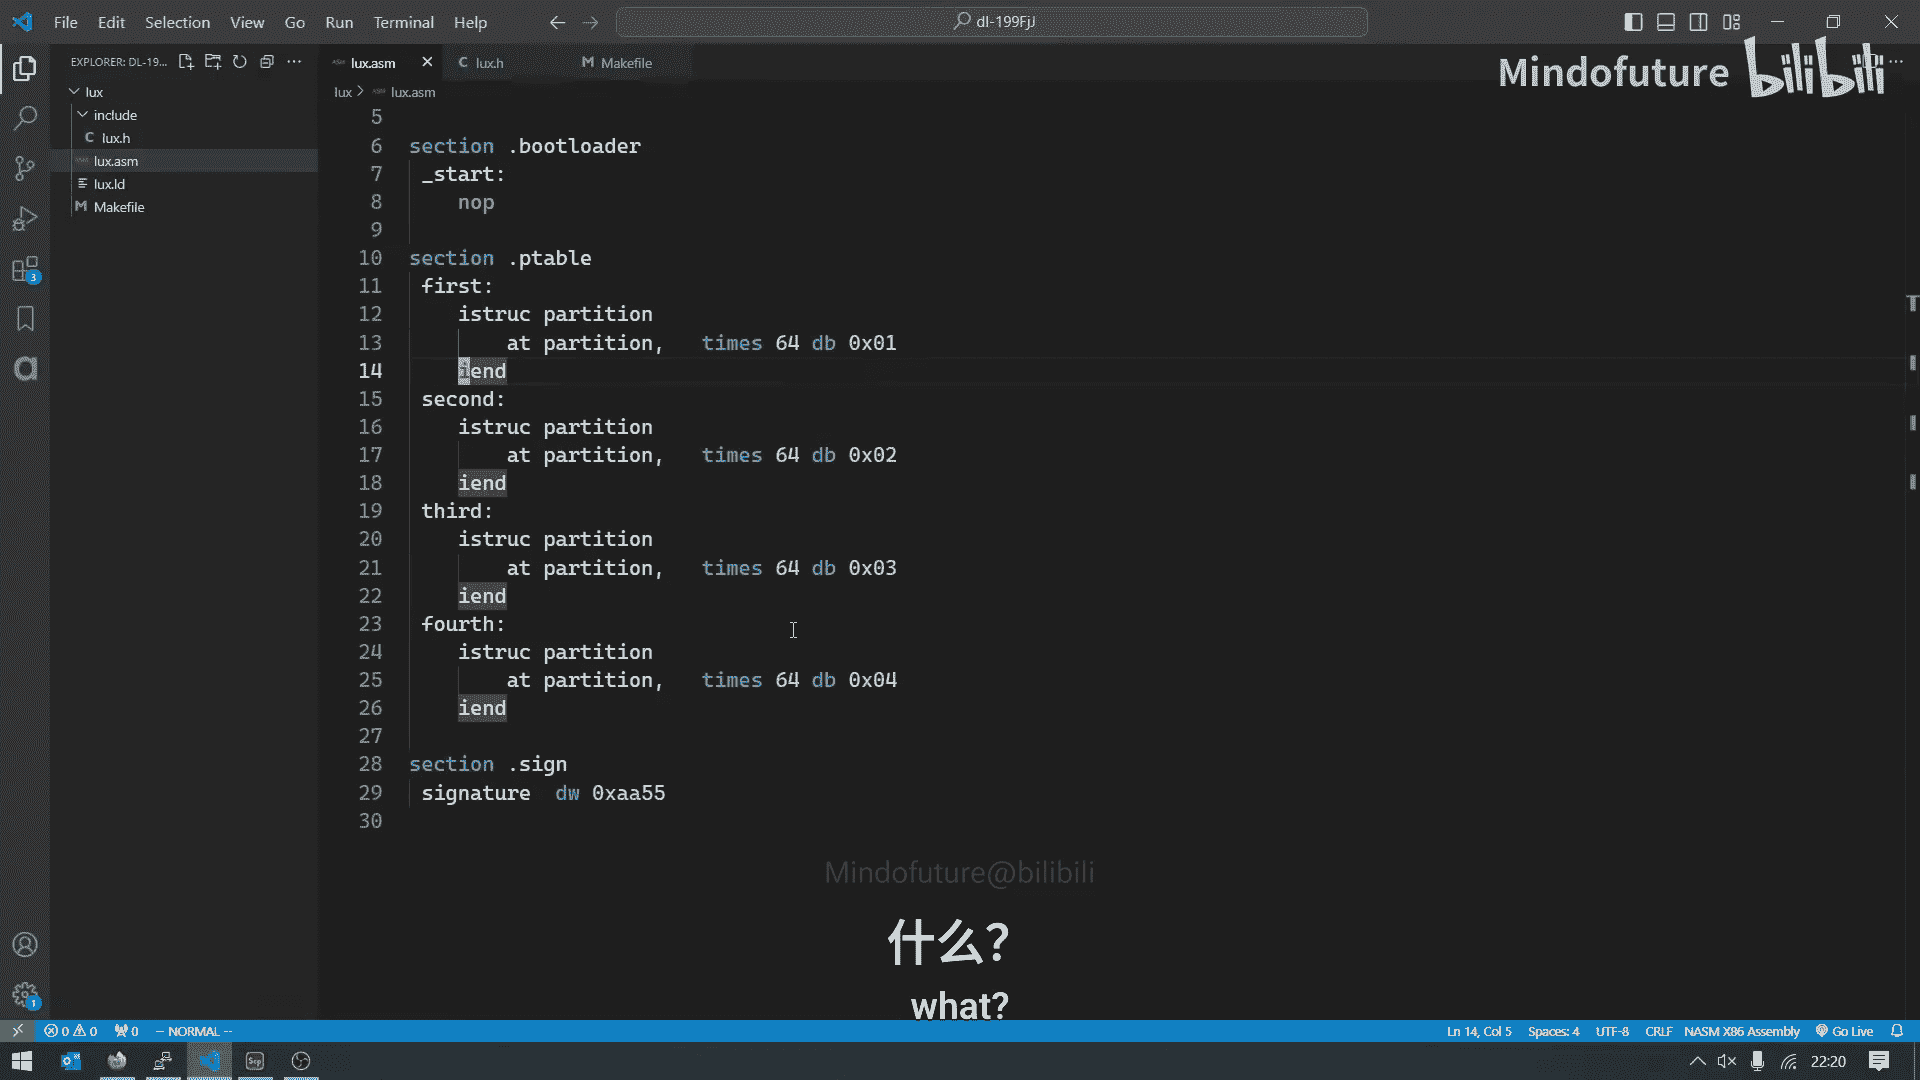 File Edit Selection View Go Run Terminal Help
dl-199FjJ
EXPLORER: DL-19...
lux
include
C lux.h
lux.asm
lux.ld
M Makefile
lux.asm
C lux.h
M Makefile
lux > lux.asm
Mindofuture bilibili
5
6 section .bootloader
7 _start:
8 nop
9
10 section .ptable
11 first:
12 istruc partition
13 at partition, times 64 db 0x01
14 iend
15 second:
16 istruc partition
17 at partition, times 64 db 0x02
18 iend
19 third:
20 istruc partition
21 at partition, times 64 db 0x03
22 iend
23 fourth:
24 istruc partition
25 at partition, times 64 db 0x04
26 iend
27
28 section .sign
29 signature dw 0xaa55
30
Mindofuture@bilibili
什么？
what?
3
1
0 0 0 -- NORMAL --
Ln 14, Col 5 Spaces: 4 UTF-8 CRLF NASM X86 Assembly Go Live
22:20